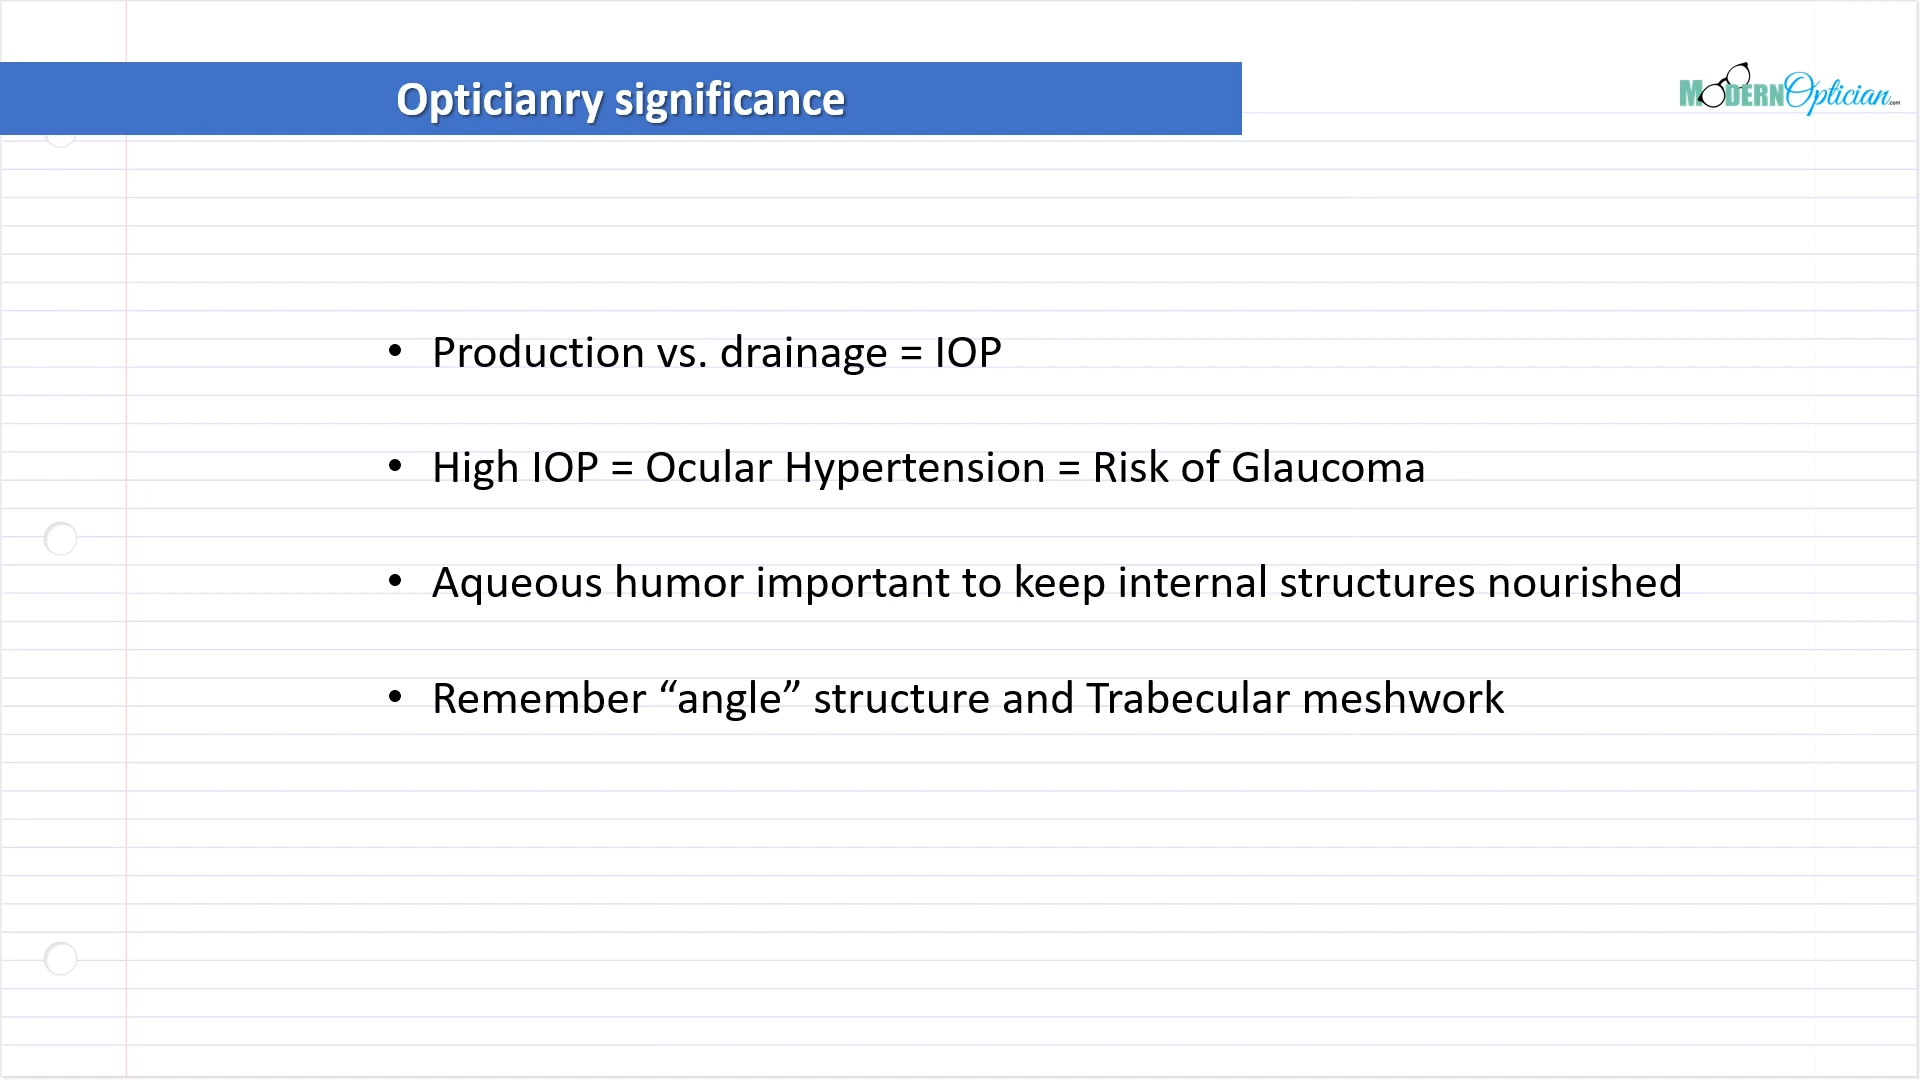 Opticianry significance
MODERNOptician.com
• Production vs. drainage = IOP
• High IOP = Ocular Hypertension = Risk of Glaucoma
• Aqueous humor important to keep internal structures nourished
• Remember “angle” structure and Trabecular meshwork